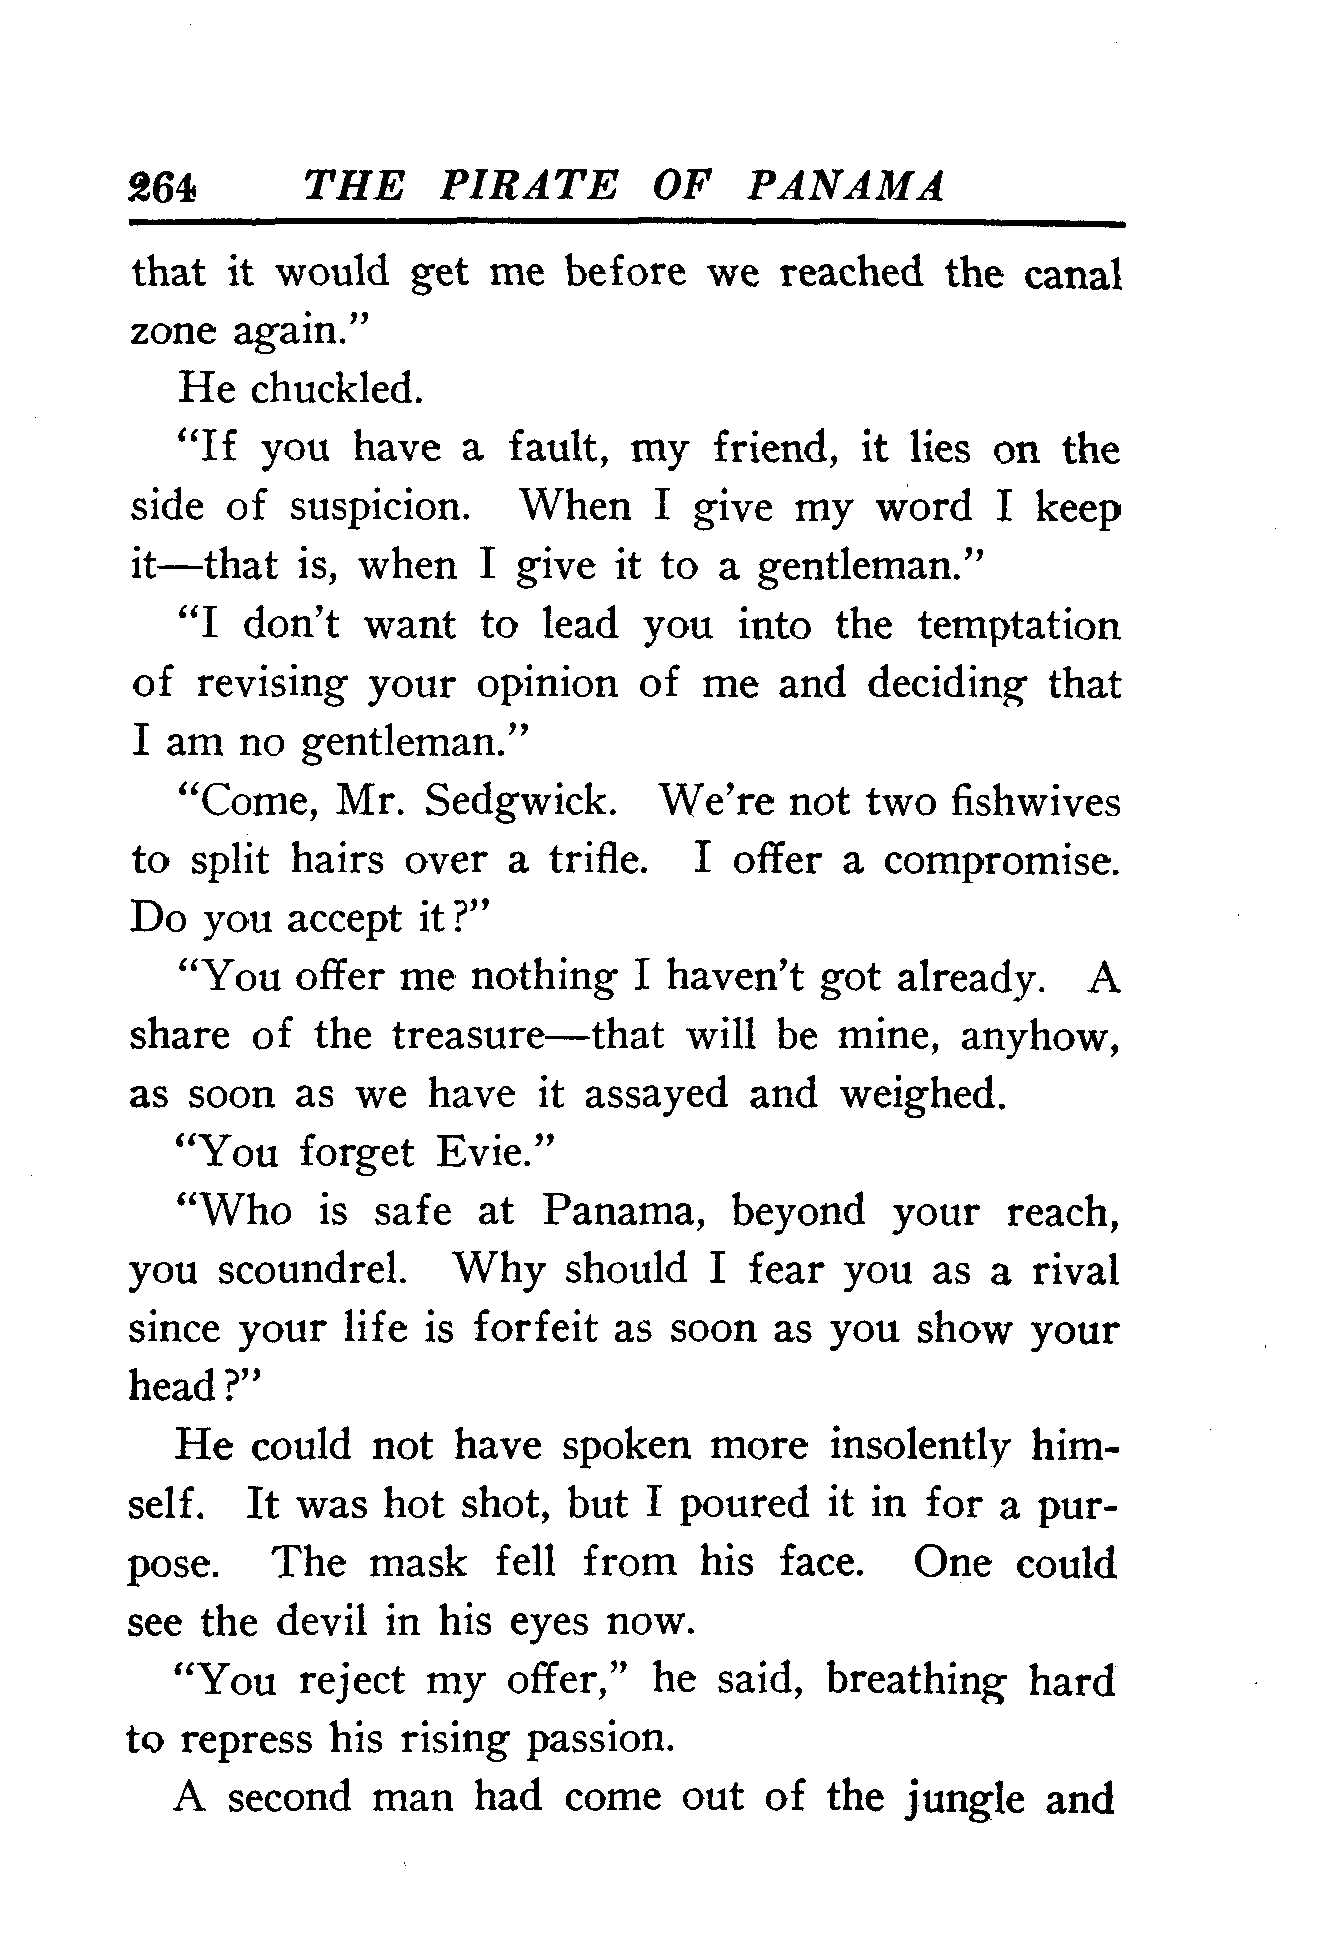 264 THE PIRATE OF PANAMA
that it would get me before we reached the canal
zone again.”
He chuckled.
“If you have a fault, my friend, it lies on the
side of suspicion. When I give my word I keep
it—that is, when I give it to a gentleman.”
“I don’t want to lead you into the temptation
of revising your opinion of me and deciding that
I am no gentleman.”
“Come, Mr. Sedgwick. We’re not two fishwives
to split hairs over a trifle. I offer a compromise.
Do you accept it?”
“You offer me nothing I haven’t got already. A
share of the treasure—that will be mine, anyhow,
as soon as we have it assayed and weighed.
“You forget Evie.”
“Who is safe at Panama, beyond your reach,
you scoundrel. Why should I fear you as a rival
since your life is forfeit as soon as you show your
head?”
He could not have spoken more insolently him-
self. It was hot shot, but I poured it in for a pur-
pose. The mask fell from his face. One could
see the devil in his eyes now.
“You reject my offer,” he said, breathing hard
to repress his rising passion.
A second man had come out of the jungle and